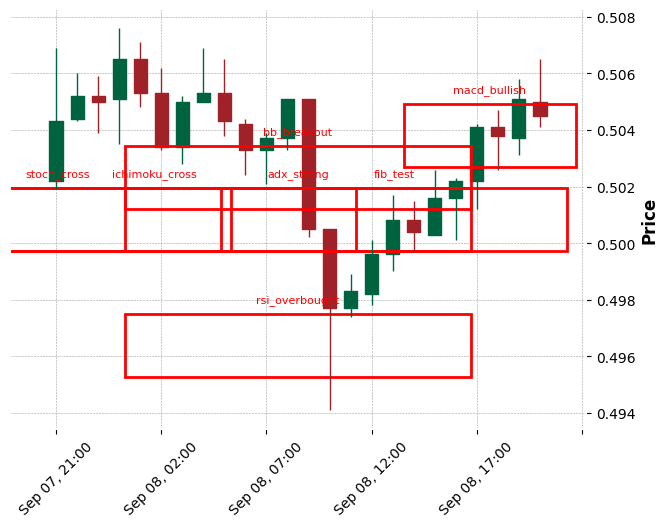 0.508
0.506
macd_bullish
0.504
bb_breakout
stoch_cross
ichimoku_cross
adx_strong
fib_test
0.502
Price
0.500
rsi_overbought
0.498
0.496
0.494
Sep 07, 21:00
Sep 08, 02:00
Sep 08, 07:00
Sep 08, 12:00
Sep 08, 17:00